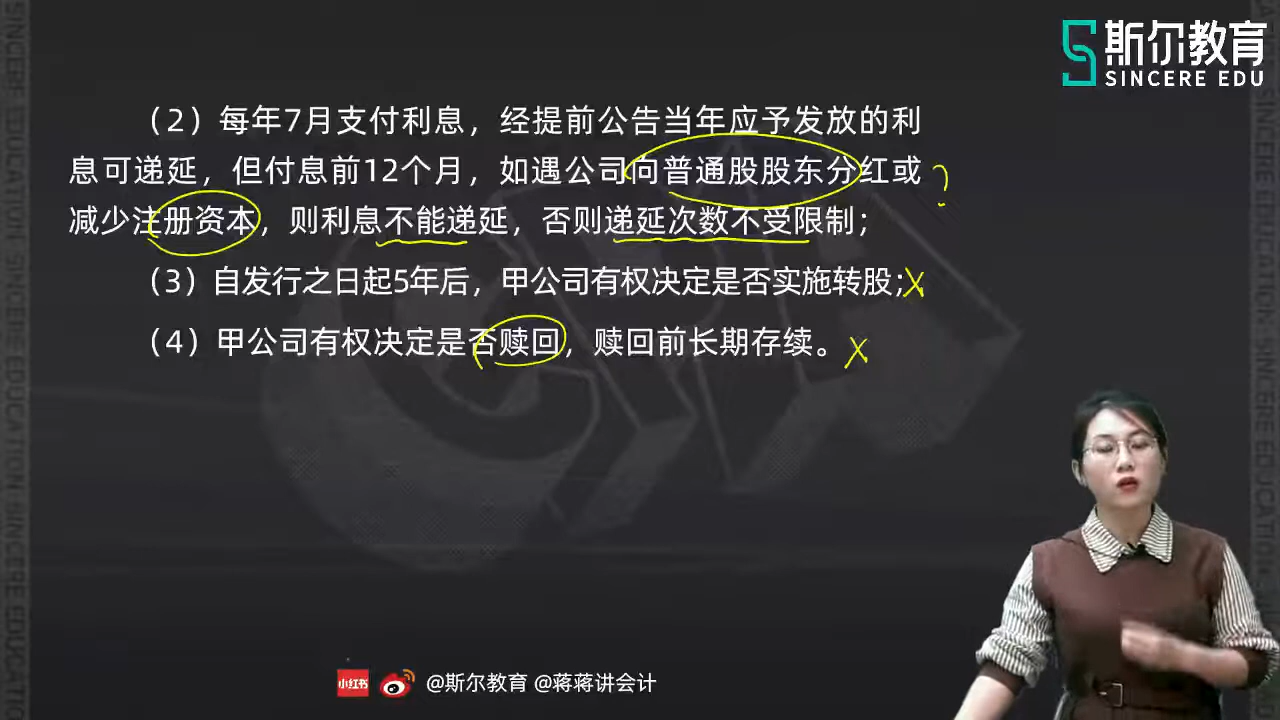 斯尔教育
SINCERE EDU
（2）每年7月支付利息，经提前公告当年应予发放的利
息可递延，但付息前12个月，如遇公司向普通股股东分红或
减少注册资本，则利息不能递延，否则递延次数不受限制；
（3）自发行之日起5年后，甲公司有权决定是否实施转股；
（4）甲公司有权决定是否赎回，赎回前长期存续。
小红书 @斯尔教育 @蒋蒋讲会计
SINCERE EDUCATION SINCERE EDUCATION